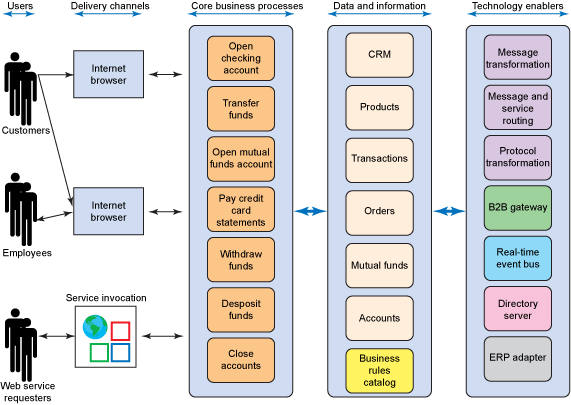 Users
Delivery channels
Core business processes
Data and information
Technology enablers
Customers
Employees
Web service
requesters
Internet
browser
Internet
browser
Service invocation
Open
checking
account
Transfer
funds
Open mutual
funds account
Pay credit
card
statements
Withdraw
funds
Desposit
funds
Close
accounts
CRM
Products
Transactions
Orders
Mutual funds
Accounts
Business
rules
catalog
Message
transformation
Message and
service
routing
Protocol
transformation
B2B gateway
Real-time
event bus
Directory
server
ERP adapter